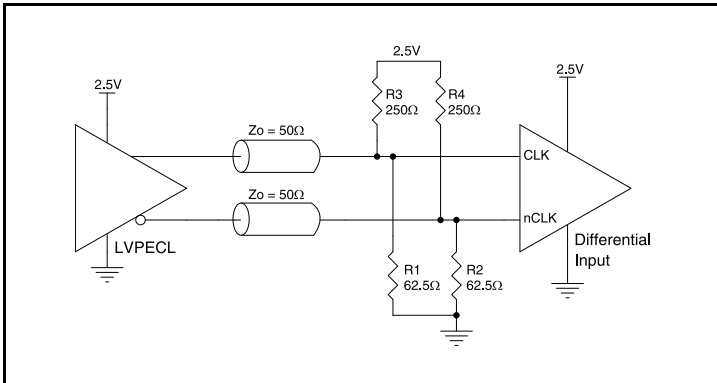 2.5V
2.5V
2.5V
R3
250Ω
R4
250Ω
Zo = 50Ω
CLK
Zo = 50Ω
nCLK
LVPECL
Differential
Input
R1
62.5Ω
R2
62.5Ω